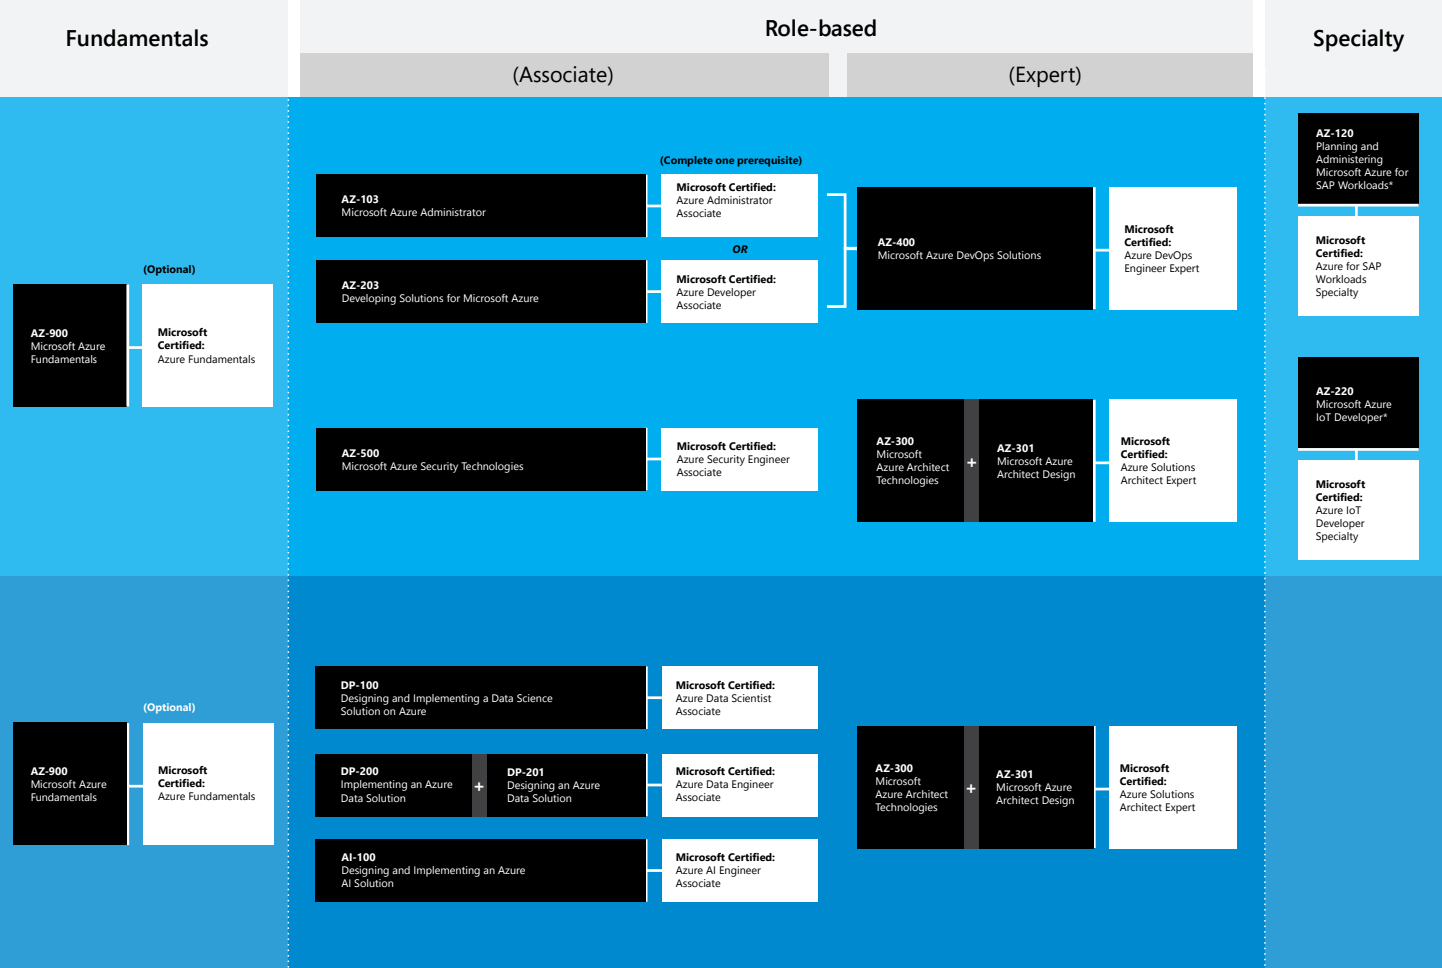 Fundamentals
Role-based
(Associate)
(Expert)
Specialty
(Optional)
AZ-900
Microsoft Azure
Fundamentals
Microsoft
Certified:
Azure Fundamentals
(Complete one prerequisite)
AZ-103
Microsoft Azure Administrator
Microsoft Certified:
Azure Administrator
Associate
OR
AZ-203
Developing Solutions for Microsoft Azure
Microsoft Certified:
Azure Developer
Associate
AZ-400
Microsoft Azure DevOps Solutions
Microsoft
Certified:
Azure DevOps
Engineer Expert
AZ-500
Microsoft Azure Security Technologies
Microsoft Certified:
Azure Security Engineer
Associate
AZ-300
Microsoft
Azure Architect
Technologies
+
AZ-301
Microsoft Azure
Architect Design
Microsoft
Certified:
Azure Solutions
Architect Expert
AZ-120
Planning and
Administering
Microsoft Azure for
SAP Workloads*
Microsoft
Certified:
Azure for SAP
Workloads
Specialty
AZ-220
Microsoft Azure
IoT Developer*
Microsoft
Certified:
Azure IoT
Developer
Specialty
(Optional)
AZ-900
Microsoft Azure
Fundamentals
Microsoft
Certified:
Azure Fundamentals
DP-100
Designing and Implementing a Data Science
Solution on Azure
Microsoft Certified:
Azure Data Scientist
Associate
DP-200
Implementing an Azure
Data Solution
+
DP-201
Designing an Azure
Data Solution
Microsoft Certified:
Azure Data Engineer
Associate
AI-100
Designing and Implementing an Azure
AI Solution
Microsoft Certified:
Azure AI Engineer
Associate
AZ-300
Microsoft
Azure Architect
Technologies
+
AZ-301
Microsoft Azure
Architect Design
Microsoft
Certified:
Azure Solutions
Architect Expert